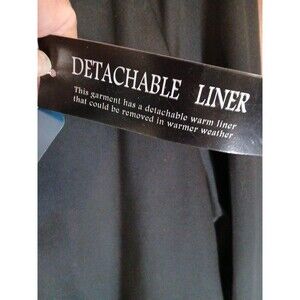 DETACHABLE LINER
This garment has a detachable warm liner
that could be removed in warmer weather